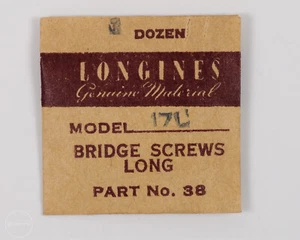 DOZEN
LONGINES
Genuine Material
MODEL 17L
BRIDGE SCREWS
LONG
PART No. 38